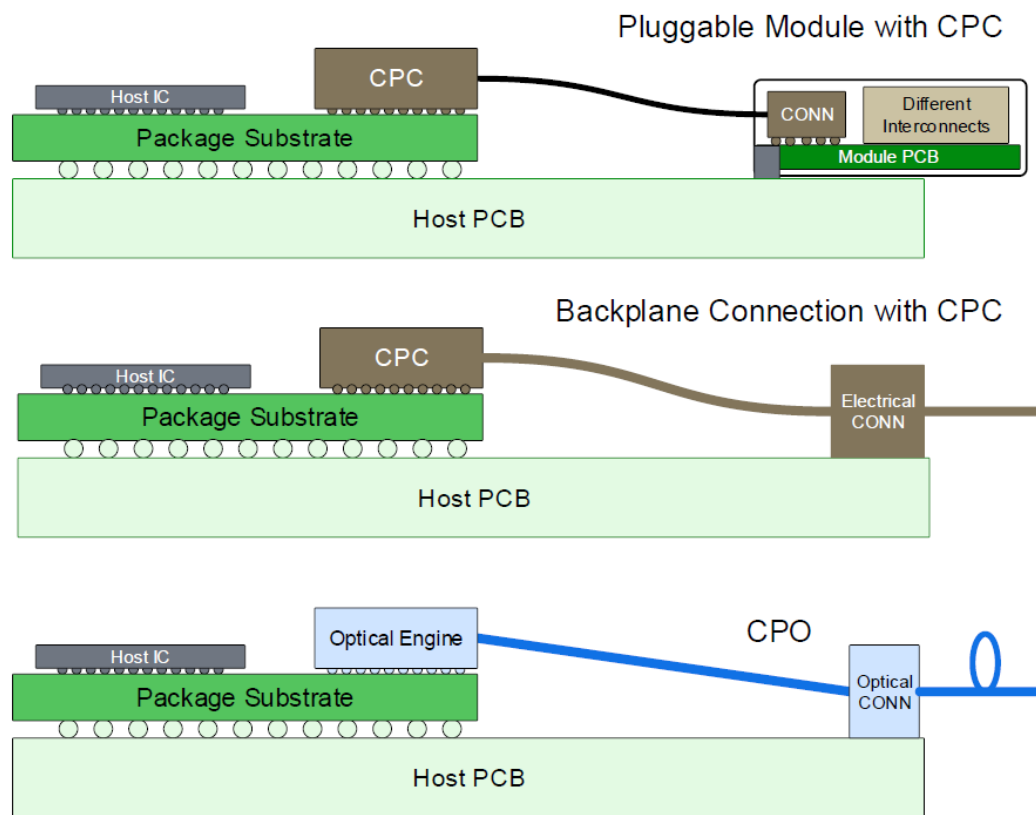 Pluggable Module with CPC
CPC
Host IC
CONN
Different
Interconnects
Package Substrate
Module PCB
Host PCB
Backplane Connection with CPC
CPC
Host IC
Electrical
CONN
Package Substrate
Host PCB
CPO
Optical Engine
Host IC
Optical
CONN
Package Substrate
Host PCB